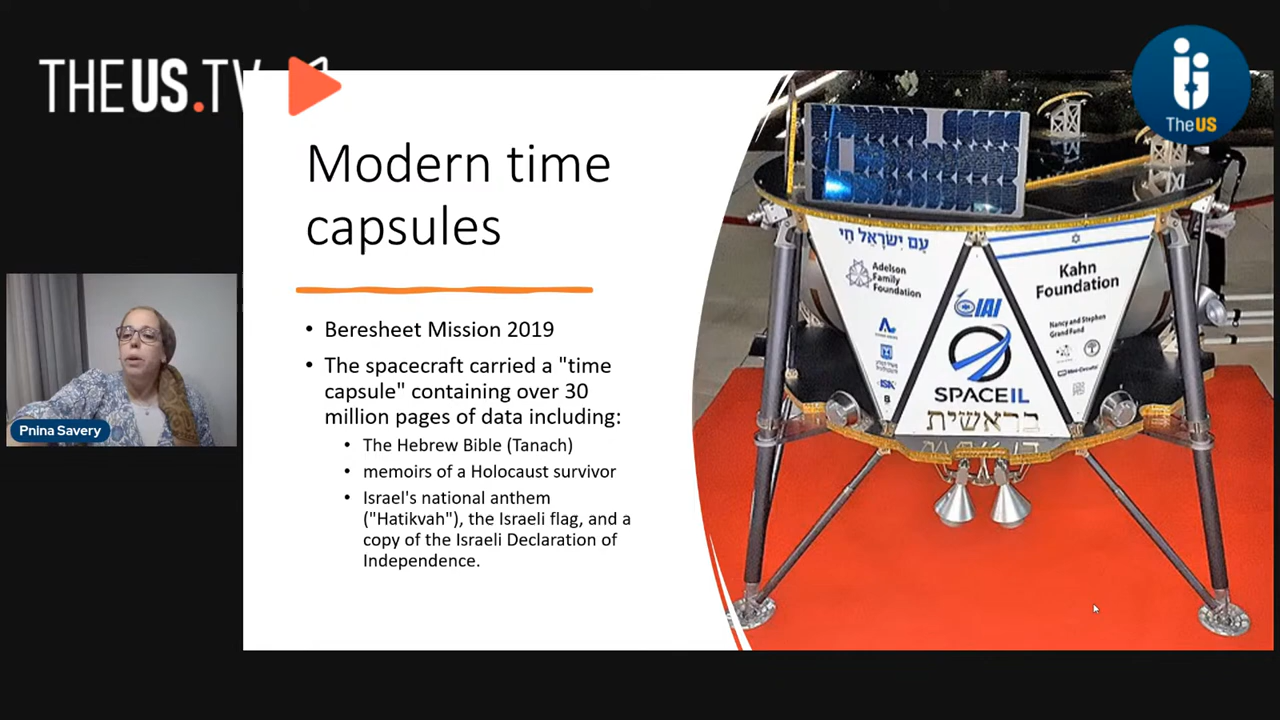 THEUS.TV
TheUS
Modern time
capsules
• Beresheet Mission 2019
• The spacecraft carried a "time
capsule" containing over 30
million pages of data including:
• The Hebrew Bible (Tanach)
• memoirs of a Holocaust survivor
• Israel's national anthem
("Hatikvah"), the Israeli flag, and a
copy of the Israeli Declaration of
Independence.
Pnina Savery
עַם יִשְׂרָאֵל חַי
Adelson
Family
Foundation
ISA
IAI
SPACEIL
בראשית
Kahn
Foundation
Nancy and Stephen
Grand Fund
Mini-Circuits